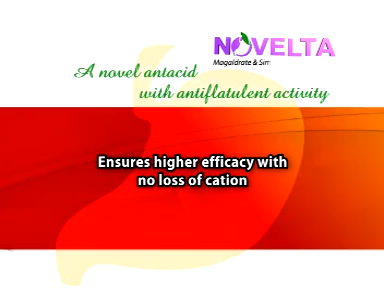 NOVELTA
Magaldrate & Sim
A novel antacid
with antiflatulent activity
Ensures higher efficacy with
no loss of cation